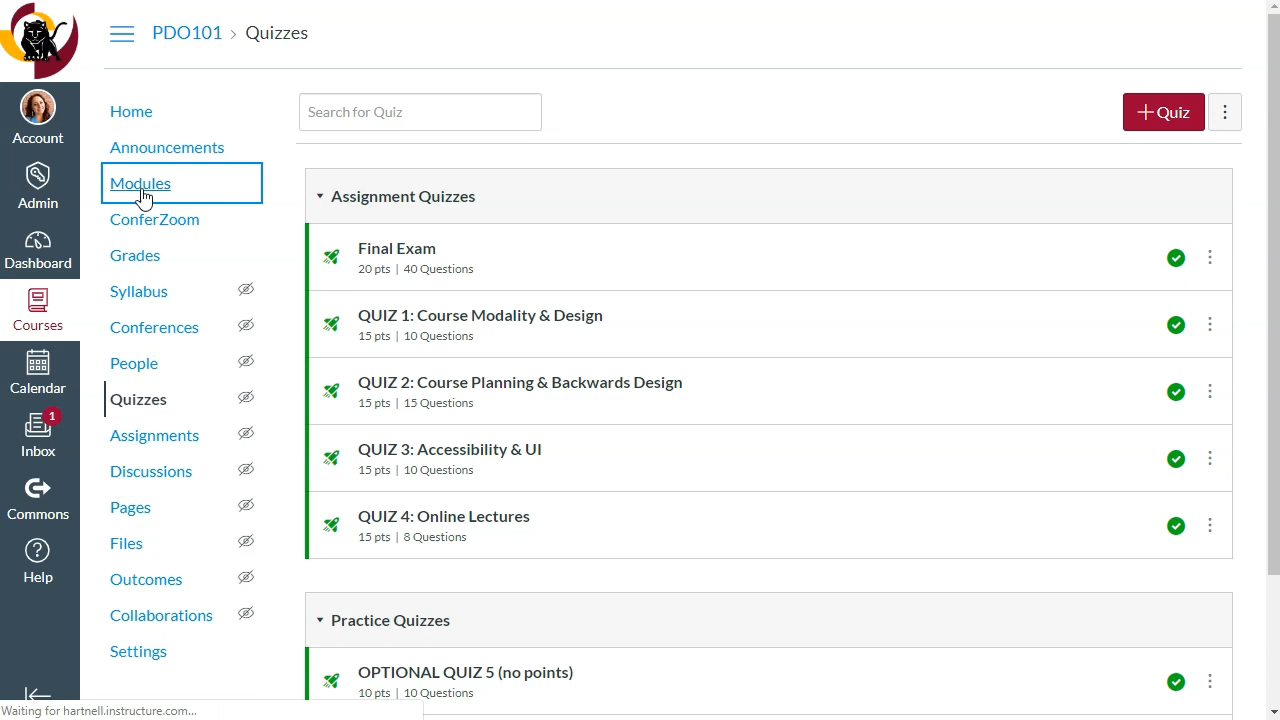 PDO101 > Quizzes
Account
Admin
Dashboard
Courses
Calendar
1
Inbox
Commons
Help
Home
Announcements
Modules
ConferZoom
Grades
Syllabus
Conferences
People
Quizzes
Assignments
Discussions
Pages
Files
Outcomes
Collaborations
Settings
Search for Quiz
+Quiz
Assignment Quizzes
Final Exam
20 pts | 40 Questions
QUIZ 1: Course Modality & Design
15 pts | 10 Questions
QUIZ 2: Course Planning & Backwards Design
15 pts | 15 Questions
QUIZ 3: Accessibility & UI
15 pts | 10 Questions
QUIZ 4: Online Lectures
15 pts | 8 Questions
Practice Quizzes
OPTIONAL QUIZ 5 (no points)
10 pts | 10 Questions
Waiting for hartnell.instructure.com...